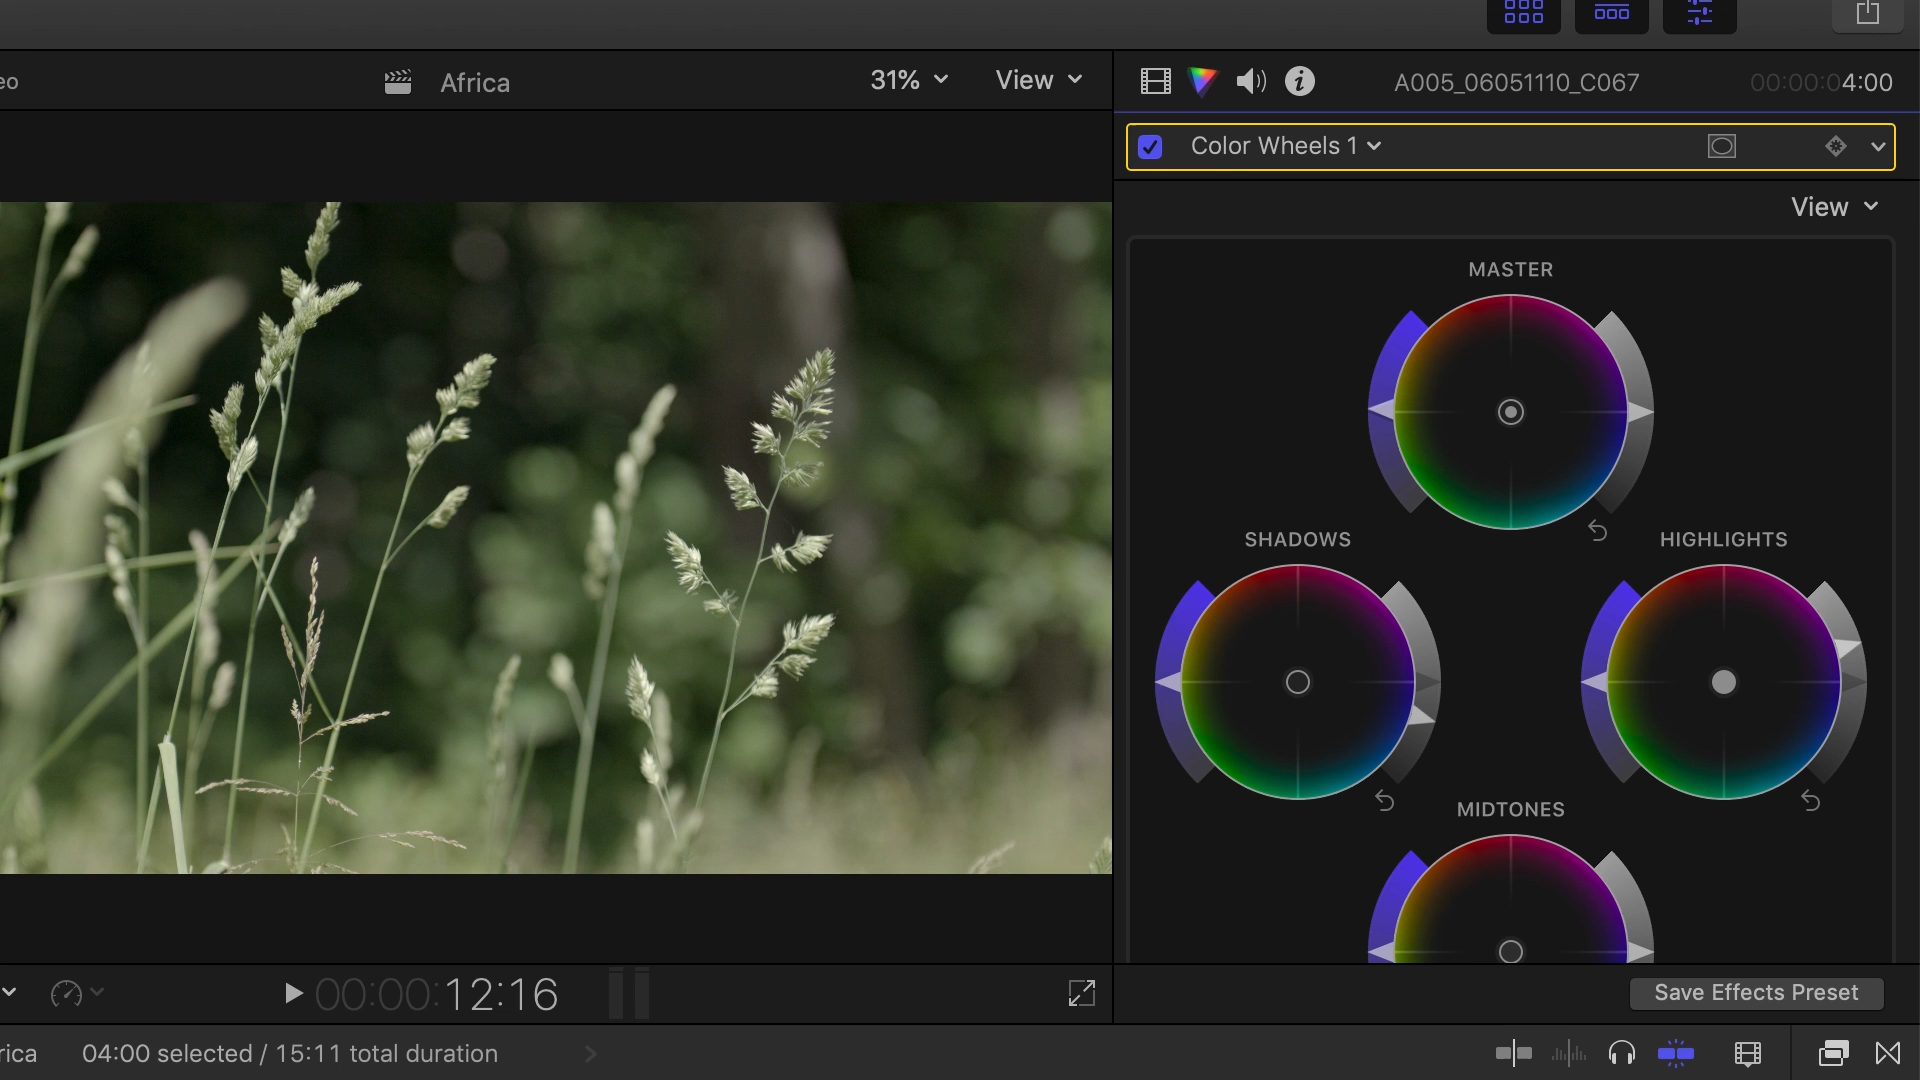 eo
Africa
31%
View
A005_06051110_C067
00:00:04:00
Color Wheels 1
View
MASTER
SHADOWS
HIGHLIGHTS
MIDTONES
00:00:12:16
Save Effects Preset
rica
04:00 selected / 15:11 total duration